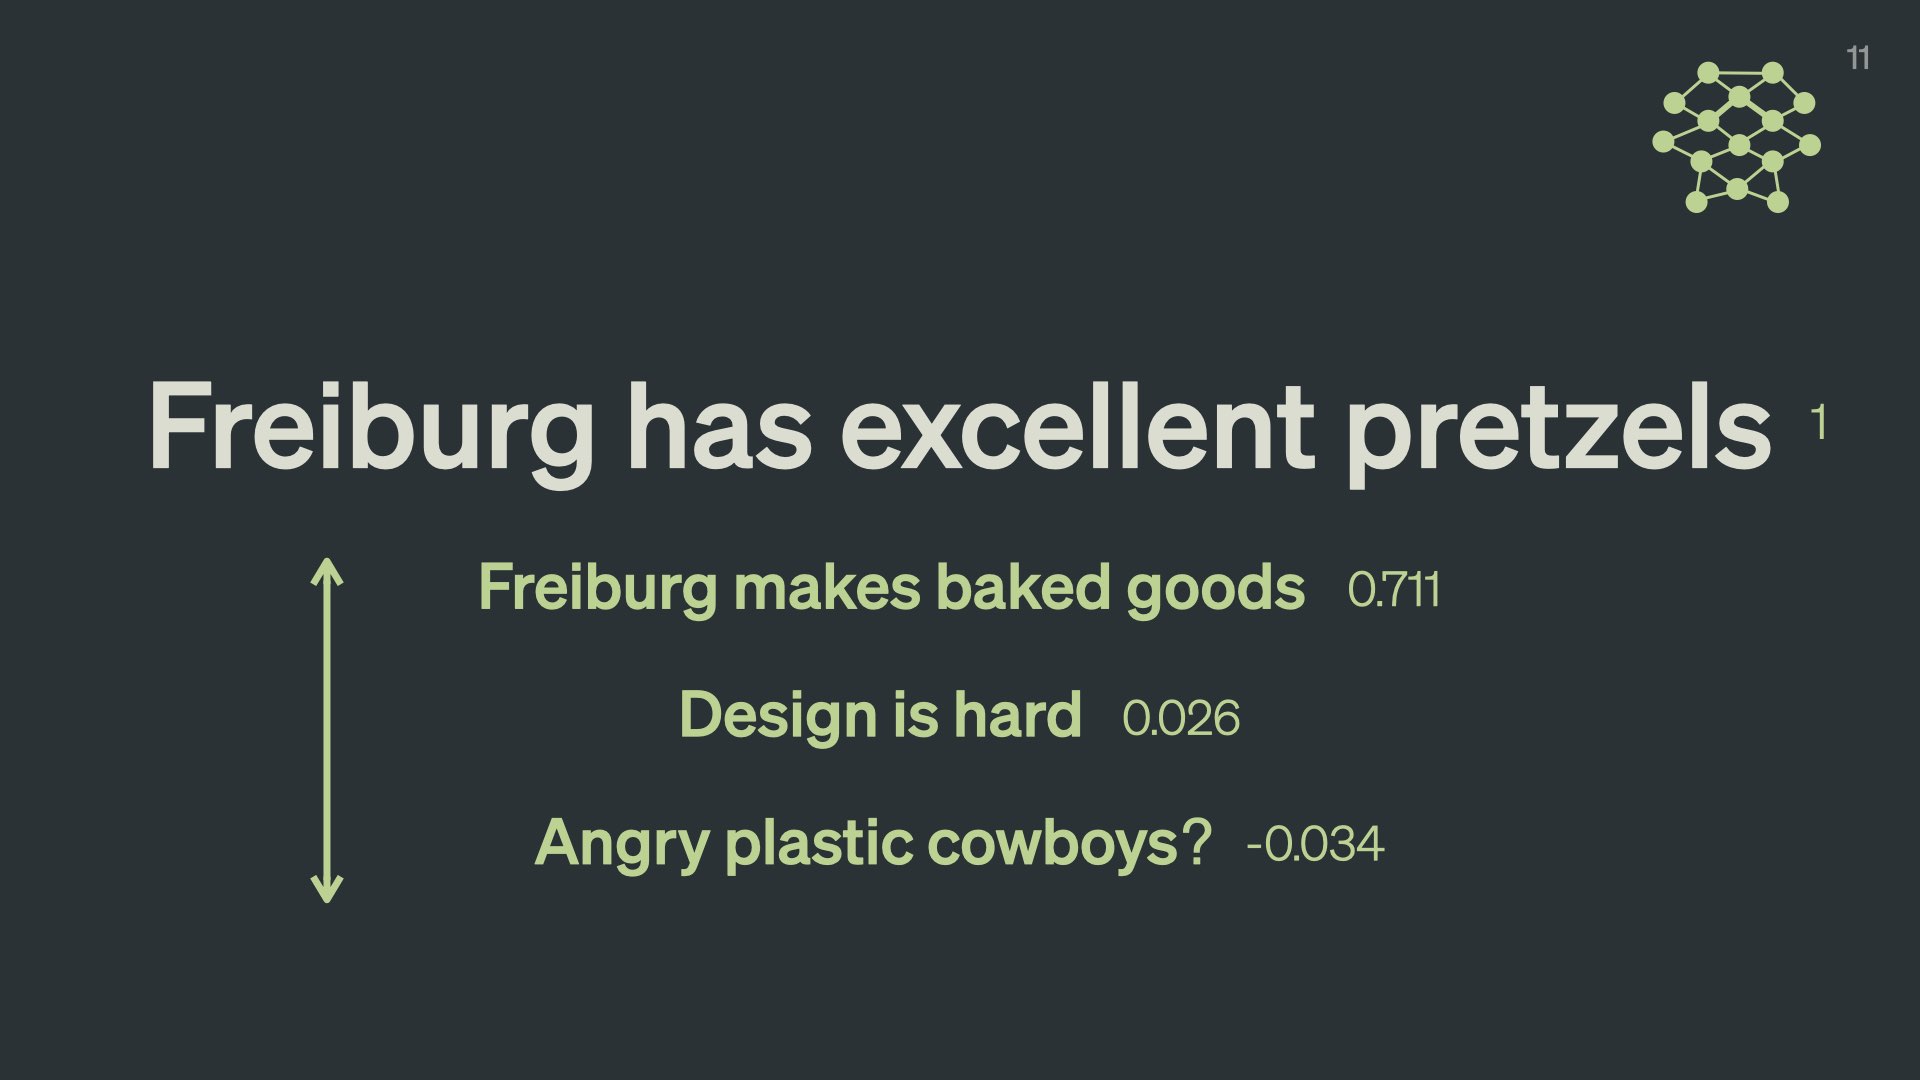 11
Freiburg has excellent pretzels 1
Freiburg makes baked goods 0.711
Design is hard 0.026
Angry plastic cowboys? -0.034